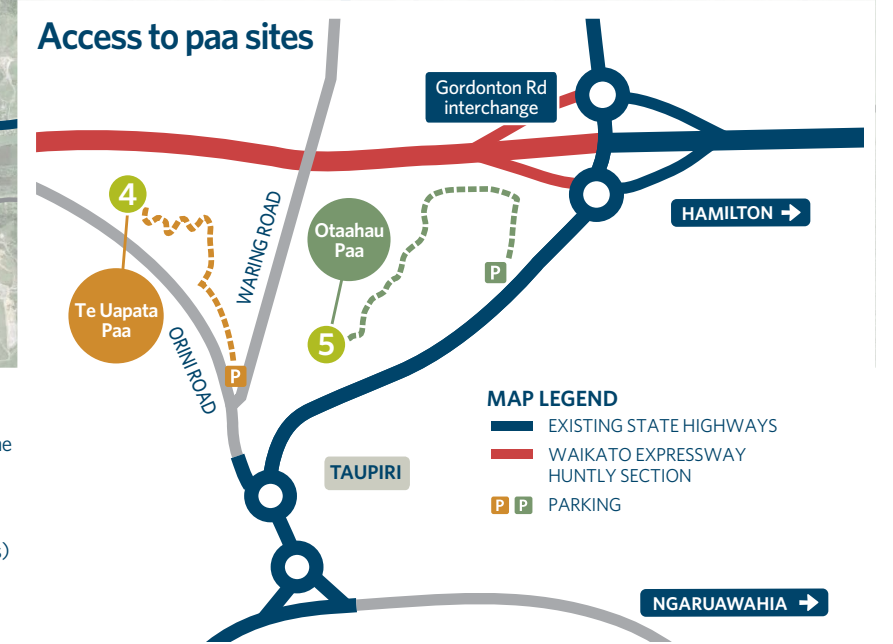 Access to paa sites
Gordonton Rd
interchange
4
WARING ROAD
HAMILTON →
Otaahau
Paa
P
Te Uapata
Paa
5
ORINI ROAD
P
MAP LEGEND
EXISTING STATE HIGHWAYS
WAIKATO EXPRESSWAY
HUNTLY SECTION
P P PARKING
TAUPIRI
NGARUAWAHIA →